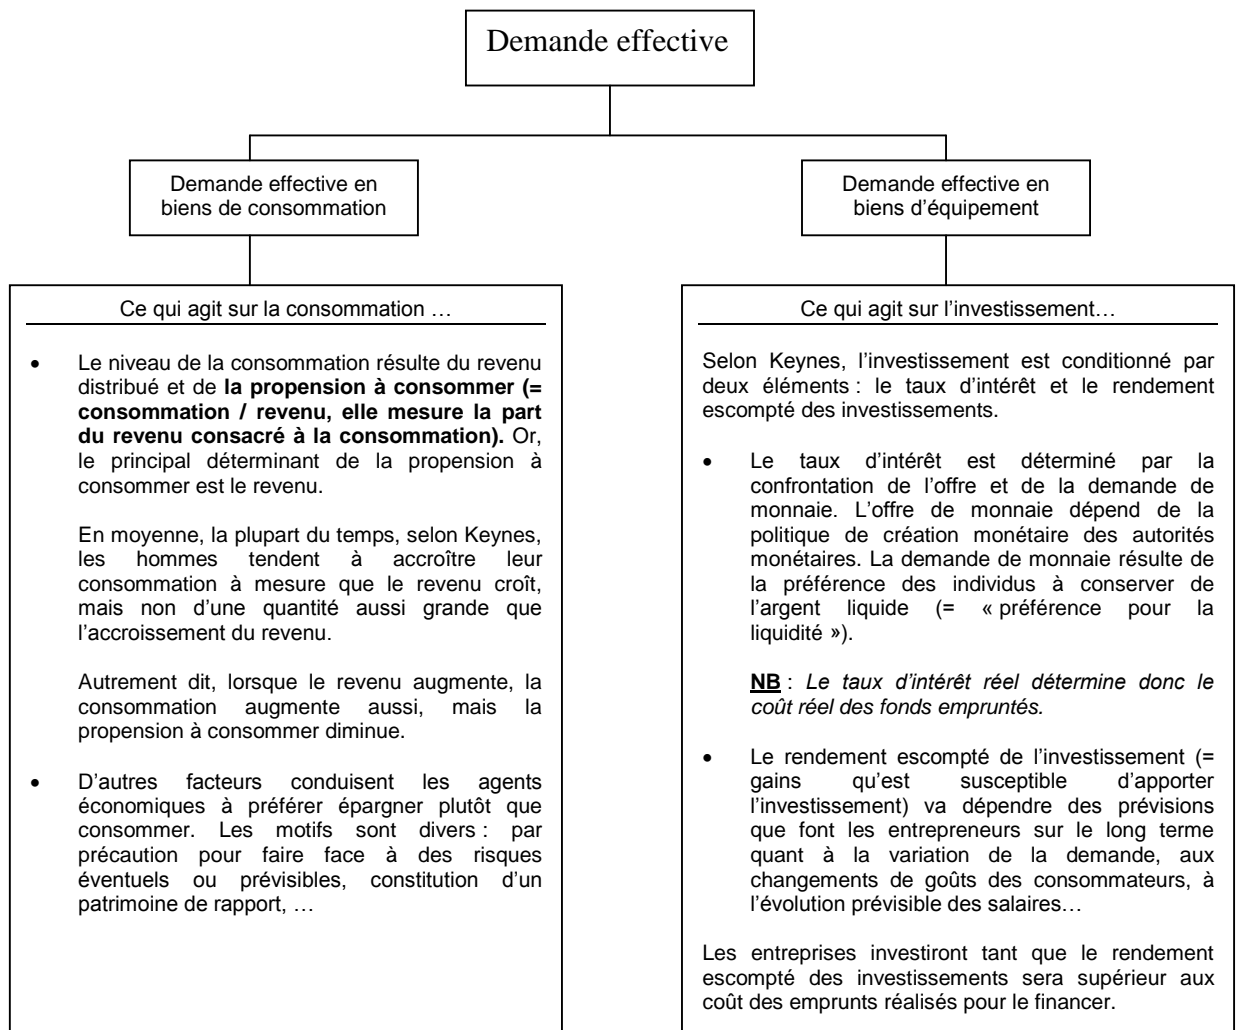 Demande effective
Demande effective en
biens de consommation
Demande effective en
biens d'équipement
Ce qui agit sur la consommation …
• Le niveau de la consommation résulte du revenu
distribué et de la propension à consommer (=
consommation / revenu, elle mesure la part
du revenu consacré à la consommation). Or,
le principal déterminant de la propension à
consommer est le revenu.
En moyenne, la plupart du temps, selon Keynes,
les hommes tendent à accroître leur
consommation à mesure que le revenu croît,
mais non d'une quantité aussi grande que
l'accroissement du revenu.
Autrement dit, lorsque le revenu augmente, la
consommation augmente aussi, mais la
propension à consommer diminue.
• D'autres facteurs conduisent les agents
économiques à préférer épargner plutôt que
consommer. Les motifs sont divers : par
précaution pour faire face à des risques
éventuels ou prévisibles, constitution d'un
patrimoine de rapport, …
Ce qui agit sur l'investissement…
Selon Keynes, l'investissement est conditionné par
deux éléments : le taux d'intérêt et le rendement
escompté des investissements.
• Le taux d'intérêt est déterminé par la
confrontation de l'offre et de la demande de
monnaie. L'offre de monnaie dépend de la
politique de création monétaire des autorités
monétaires. La demande de monnaie résulte de
la préférence des individus à conserver de
l'argent liquide (= « préférence pour la
liquidité »).
NB : Le taux d'intérêt réel détermine donc le
coût réel des fonds empruntés.
• Le rendement escompté de l'investissement (=
gains qu'est susceptible d'apporter
l'investissement) va dépendre des prévisions
que font les entrepreneurs sur le long terme
quant à la variation de la demande, aux
changements de goûts des consommateurs, à
l'évolution prévisible des salaires…
Les entreprises investiront tant que le rendement
escompté des investissements sera supérieur aux
coût des emprunts réalisés pour le financer.